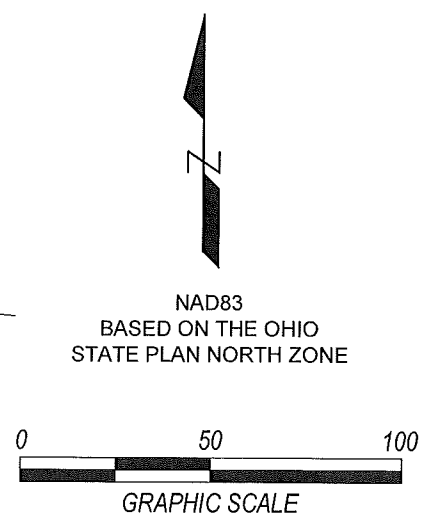 N
NAD83
BASED ON THE OHIO
STATE PLAN NORTH ZONE
0 50 100
GRAPHIC SCALE